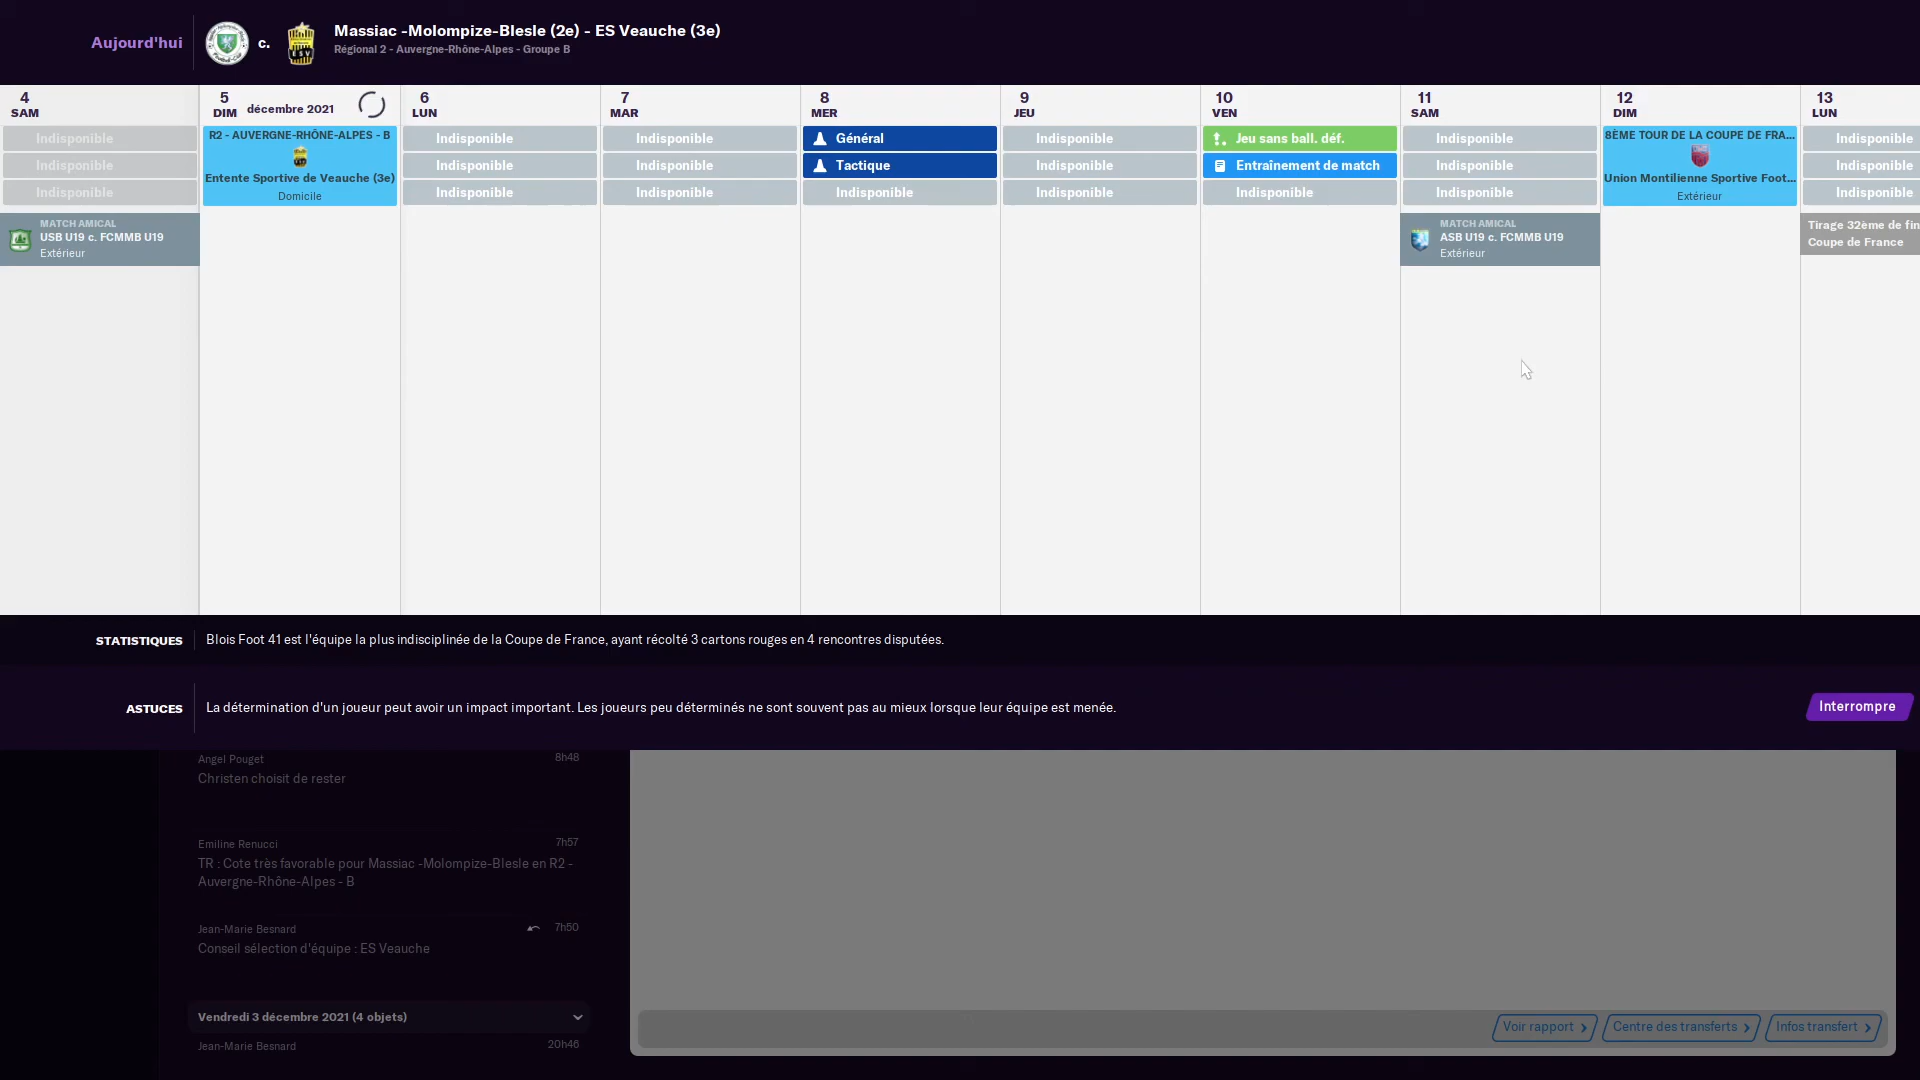 Aujourd'hui
c.
Massiac -Molompize-Blesle (2e) - ES Veauche (3e)
Régional 2 - Auvergne-Rhône-Alpes - Groupe B
4
SAM
Indisponible
Indisponible
Indisponible
MATCH AMICAL
USB U19 c. FCMMB U19
Extérieur
5
DIM
décembre 2021
R2 - AUVERGNE-RHÔNE-ALPES - B
Entente Sportive de Veauche (3e)
Domicile
6
LUN
Indisponible
Indisponible
Indisponible
7
MAR
Indisponible
Indisponible
Indisponible
8
MER
Général
Tactique
Indisponible
9
JEU
Indisponible
Indisponible
Indisponible
10
VEN
Jeu sans ball. déf.
Entraînement de match
Indisponible
11
SAM
Indisponible
Indisponible
Indisponible
MATCH AMICAL
ASB U19 c. FCMMB U19
Extérieur
12
DIM
8ÈME TOUR DE LA COUPE DE FRA...
Union Montilienne Sportive Foot...
Extérieur
13
LUN
Indisponible
Indisponible
Indisponible
Tirage 32ème de fin
Coupe de France
STATISTIQUES
Blois Foot 41 est l'équipe la plus indisciplinée de la Coupe de France, ayant récolté 3 cartons rouges en 4 rencontres disputées.
ASTUCES
La détermination d'un joueur peut avoir un impact important. Les joueurs peu déterminés ne sont souvent pas au mieux lorsque leur équipe est menée.
Interrompre
Angel Pouget
8h48
Christen choisit de rester
Emiline Renucci
7h57
TR : Cote très favorable pour Massiac -Molompize-Blesle en R2 -
Auvergne-Rhône-Alpes - B
Jean-Marie Besnard
7h50
Conseil sélection d'équipe : ES Veauche
Vendredi 3 décembre 2021 (4 objets)
Jean-Marie Besnard
20h46
Voir rapport
Centre des transferts
Infos transfert